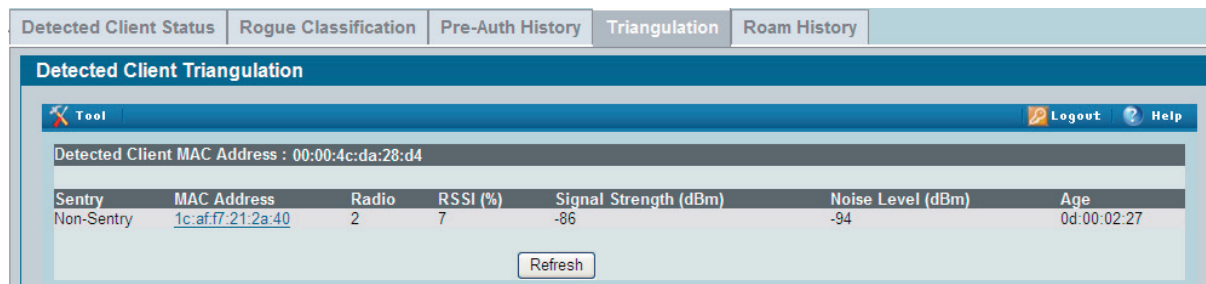 Detected Client Status Rogue Classification Pre-Auth History Triangulation Roam History
Detected Client Triangulation
Tool Logout Help
Detected Client MAC Address : 00:00:4c:da:28:d4
Sentry MAC Address Radio RSSI (%) Signal Strength (dBm) Noise Level (dBm) Age
Non-Sentry 1c:af:f7:21:2a:40 2 7 -86 -94 0d:00:02:27
Refresh